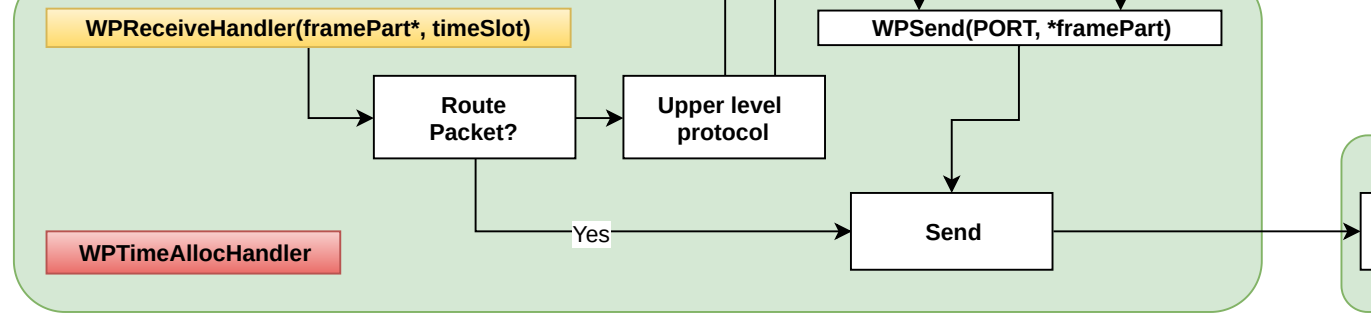 WPReceiveHandler(framePart*, timeSlot)
WPSend(PORT, *framePart)
Route
Packet?
Upper level
protocol
Yes
Send
WPTimeAllocHandler